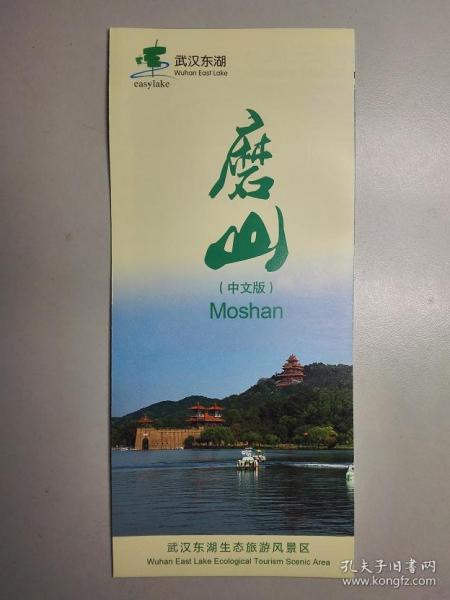 武汉东湖
Wuhan East Lake
easylake
磨山
（中文版）
Moshan
武汉东湖生态旅游风景区
Wuhan East Lake Ecological Tourism Scenic Area
孔夫子旧书网
www.kongfz.com